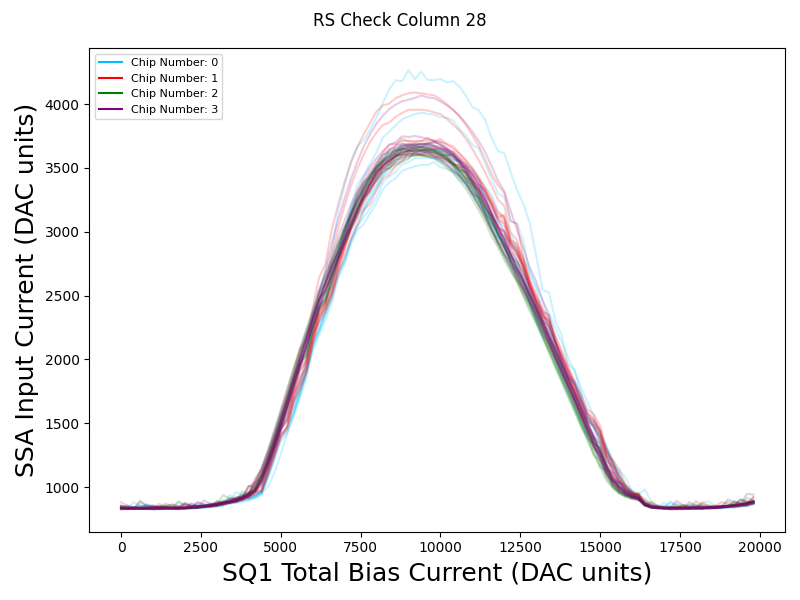 RS Check Column 28
Chip Number: 0
Chip Number: 1
Chip Number: 2
Chip Number: 3
SSA Input Current (DAC units)
4000
3500
3000
2500
2000
1500
1000
0
2500
5000
7500
10000
12500
15000
17500
20000
SQ1 Total Bias Current (DAC units)